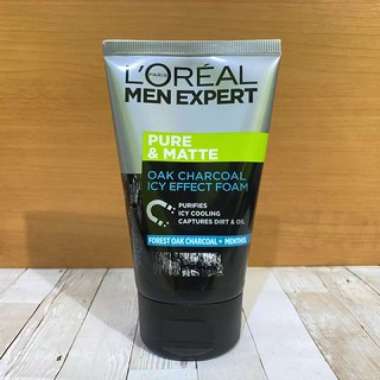 L'ORÉAL
PARIS
MEN EXPERT
PURE
& MATTE
OAK CHARCOAL
ICY EFFECT FOAM
PURIFIES
ICY COOLING
CAPTURES DIRT & OIL
FOREST OAK CHARCOAL + MENTHOL